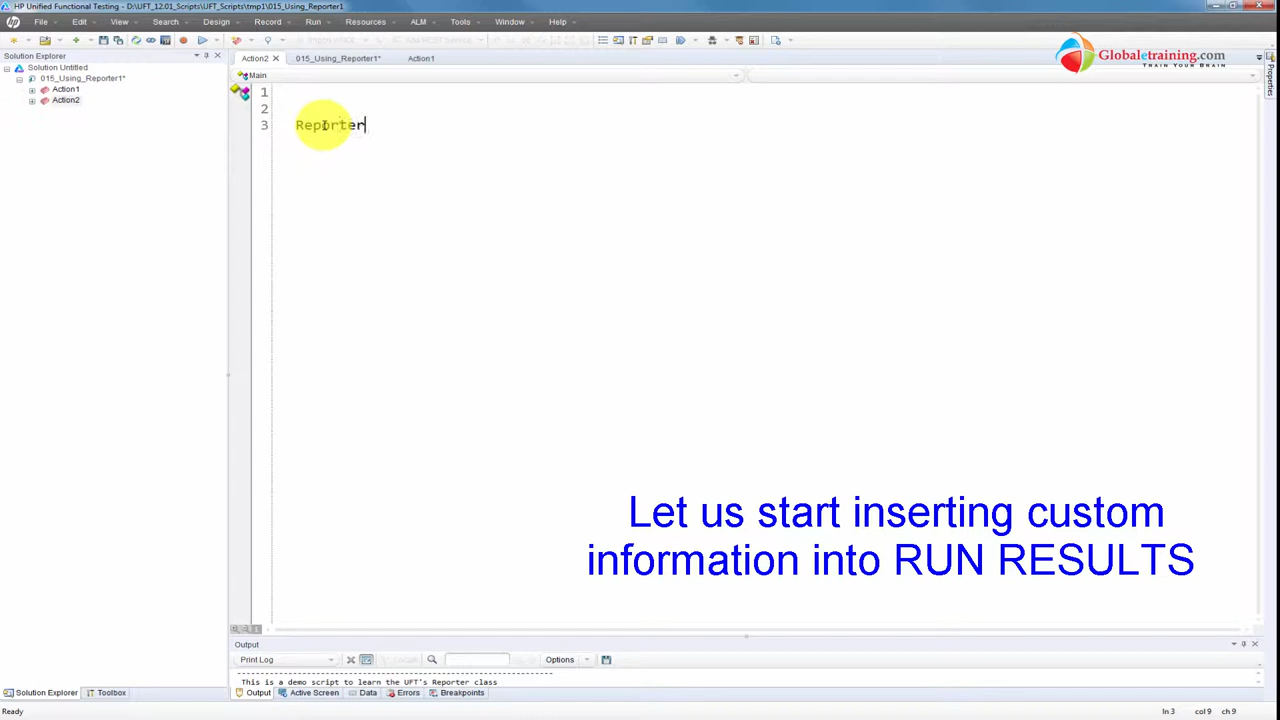 HP Unified Functional Testing - D:\UFT_12.01_Scripts\UFT_Scripts\tmp1\015_Using_Reporter1
File Edit View Search Design Record Run Resources ALM Tools Window Help
Solution Explorer
Action2 015_Using_Reporter1* Action1
Globaletraining.com
TRAIN YOUR BRAIN
Properties
Solution Untitled
015_Using_Reporter1*
Action1
Action2
Main
1
2
3 Reporter
Let us start inserting custom
information into RUN RESULTS
Output
Print Log Options
This is a demo script to learn the UFT's Reporter class
Solution Explorer Toolbox Output Active Screen Data Errors Breakpoints
Ready ln 3 col 9 ch 9